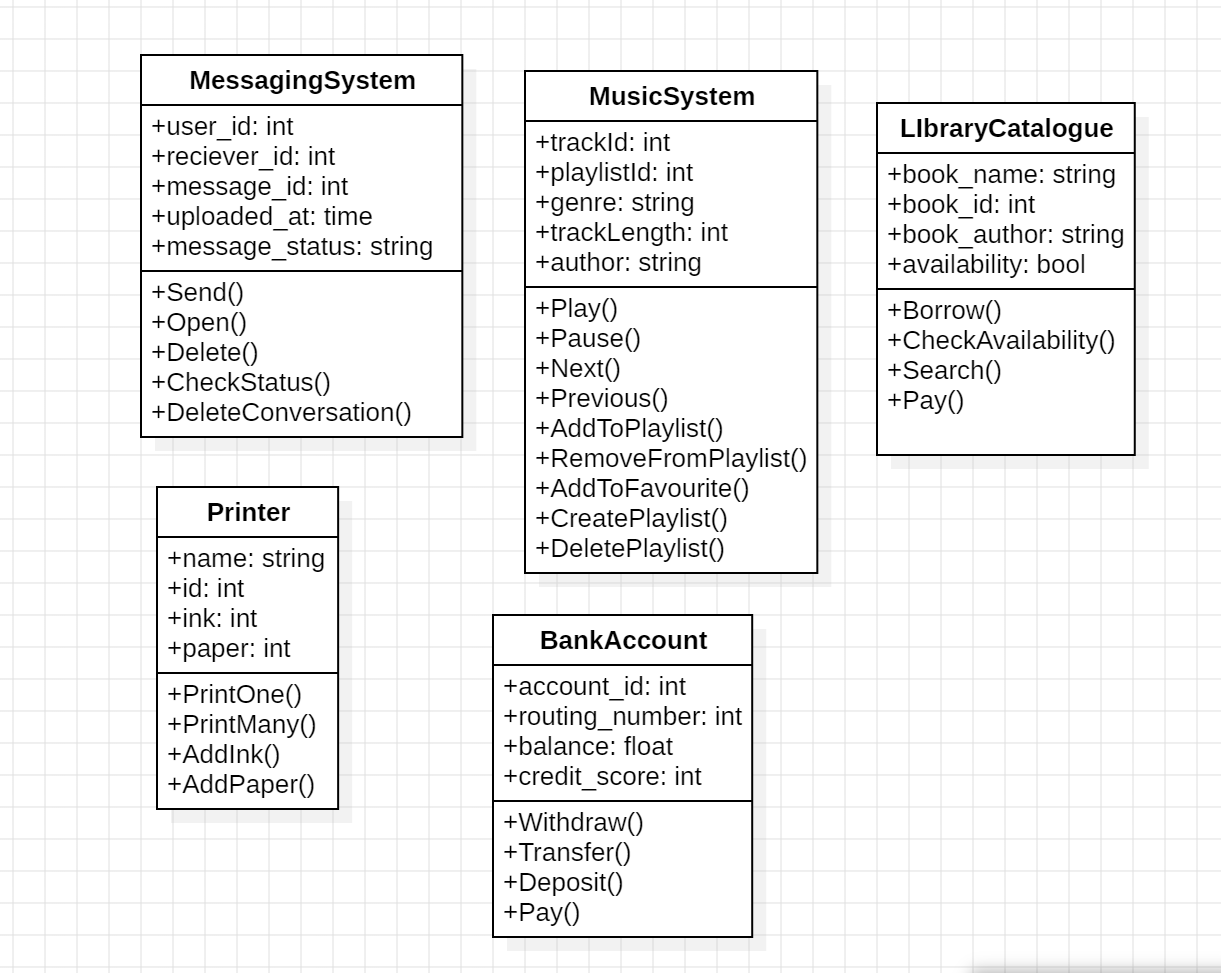 MessagingSystem
+user_id: int
+reciever_id: int
+message_id: int
+uploaded_at: time
+message_status: string
+Send()
+Open()
+Delete()
+CheckStatus()
+DeleteConversation()
MusicSystem
+trackId: int
+playlistId: int
+genre: string
+trackLength: int
+author: string
+Play()
+Pause()
+Next()
+Previous()
+AddToPlaylist()
+RemoveFromPlaylist()
+AddToFavourite()
+CreatePlaylist()
+DeletePlaylist()
LIbraryCatalogue
+book_name: string
+book_id: int
+book_author: string
+availability: bool
+Borrow()
+CheckAvailability()
+Search()
+Pay()
Printer
+name: string
+id: int
+ink: int
+paper: int
+PrintOne()
+PrintMany()
+AddInk()
+AddPaper()
BankAccount
+account_id: int
+routing_number: int
+balance: float
+credit_score: int
+Withdraw()
+Transfer()
+Deposit()
+Pay()